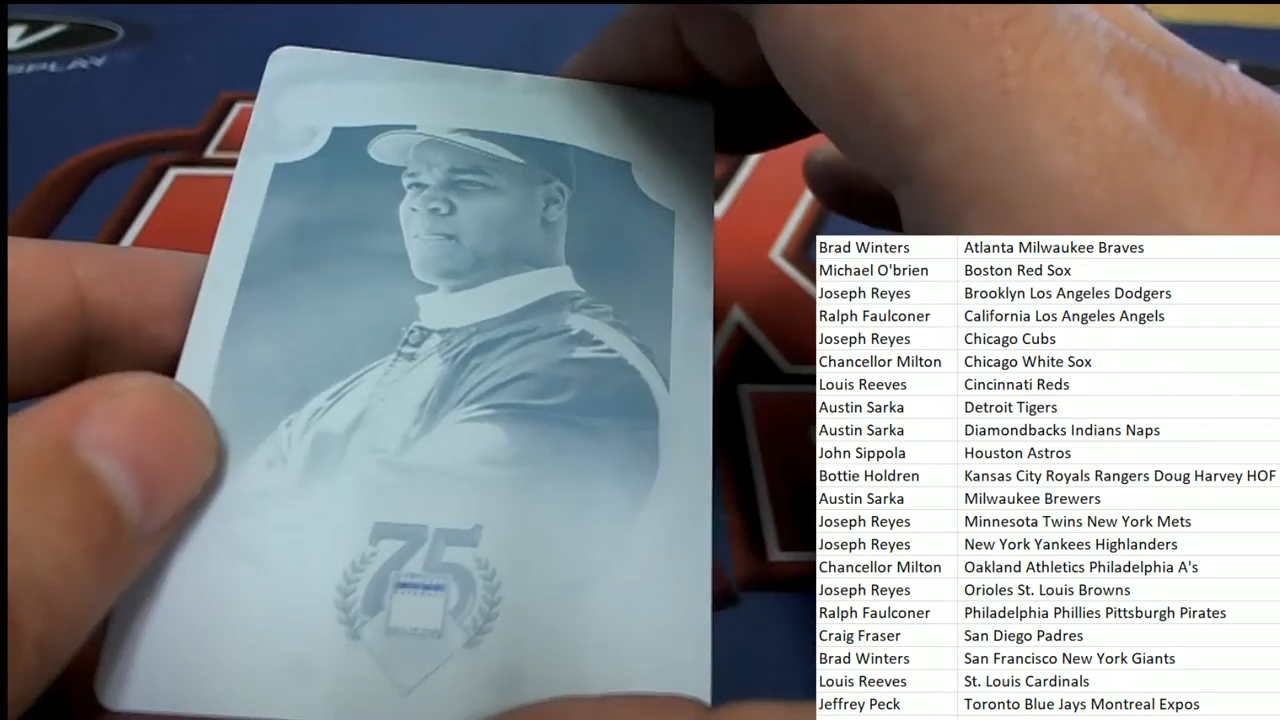 SPLAY
75
Brad Winters Atlanta Milwaukee Braves
Michael O'brien Boston Red Sox
Joseph Reyes Brooklyn Los Angeles Dodgers
Ralph Faulconer California Los Angeles Angels
Joseph Reyes Chicago Cubs
Chancellor Milton Chicago White Sox
Louis Reeves Cincinnati Reds
Austin Sarka Detroit Tigers
Austin Sarka Diamondbacks Indians Naps
John Sippola Houston Astros
Bottie Holdren Kansas City Royals Rangers Doug Harvey HOF
Austin Sarka Milwaukee Brewers
Joseph Reyes Minnesota Twins New York Mets
Joseph Reyes New York Yankees Highlanders
Chancellor Milton Oakland Athletics Philadelphia A's
Joseph Reyes Orioles St. Louis Browns
Ralph Faulconer Philadelphia Phillies Pittsburgh Pirates
Craig Fraser San Diego Padres
Brad Winters San Francisco New York Giants
Louis Reeves St. Louis Cardinals
Jeffrey Peck Toronto Blue Jays Montreal Expos